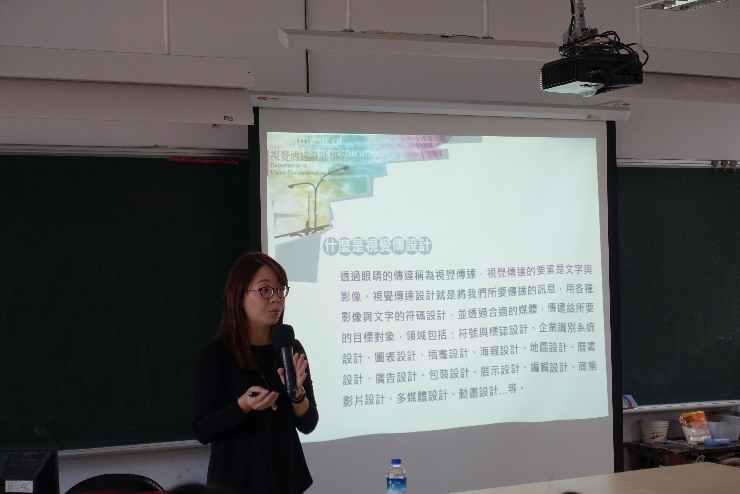 視覺傳達設計
Department of
Visual Communication Design
什麼是視覺傳設計
透過眼睛的傳達稱為視覺傳達，視覺傳達的要素是文字與
影像。視覺傳達設計就是將我們所要傳達的訊息，用各種
影像與文字的符碼設計，並透過合適的媒體，傳遞給所要
的目標對象，領域包括：符號與標誌設計、企業識別系統
設計、圖表設計、插畫設計、海報設計、地圖設計、曆書
設計、廣告設計、包裝設計、展示設計、編輯設計、商業
影片設計、多媒體設計、動畫設計....等。